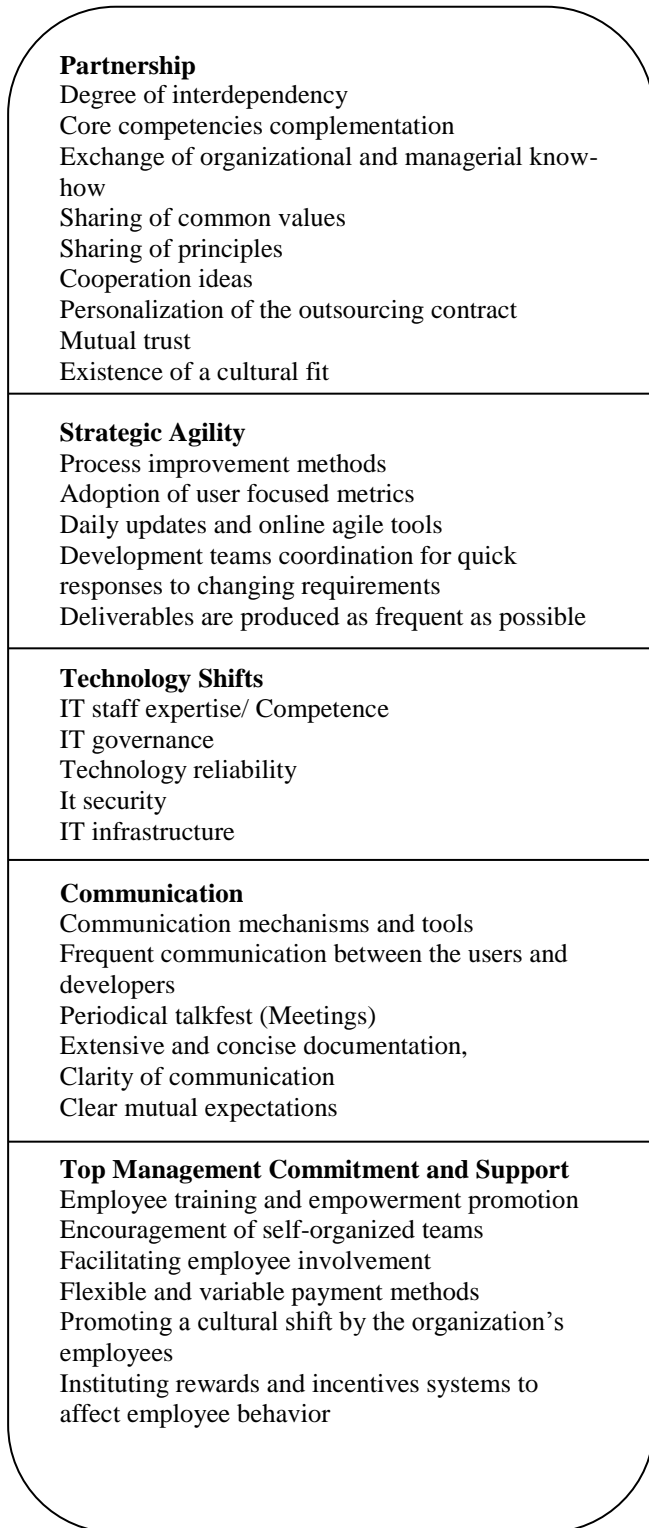 Partnership
Degree of interdependency
Core competencies complementation
Exchange of organizational and managerial know-
how
Sharing of common values
Sharing of principles
Cooperation ideas
Personalization of the outsourcing contract
Mutual trust
Existence of a cultural fit
Strategic Agility
Process improvement methods
Adoption of user focused metrics
Daily updates and online agile tools
Development teams coordination for quick
responses to changing requirements
Deliverables are produced as frequent as possible
Technology Shifts
IT staff expertise/ Competence
IT governance
Technology reliability
It security
IT infrastructure
Communication
Communication mechanisms and tools
Frequent communication between the users and
developers
Periodical talkfest (Meetings)
Extensive and concise documentation,
Clarity of communication
Clear mutual expectations
Top Management Commitment and Support
Employee training and empowerment promotion
Encouragement of self-organized teams
Facilitating employee involvement
Flexible and variable payment methods
Promoting a cultural shift by the organization’s
employees
Instituting rewards and incentives systems to
affect employee behavior